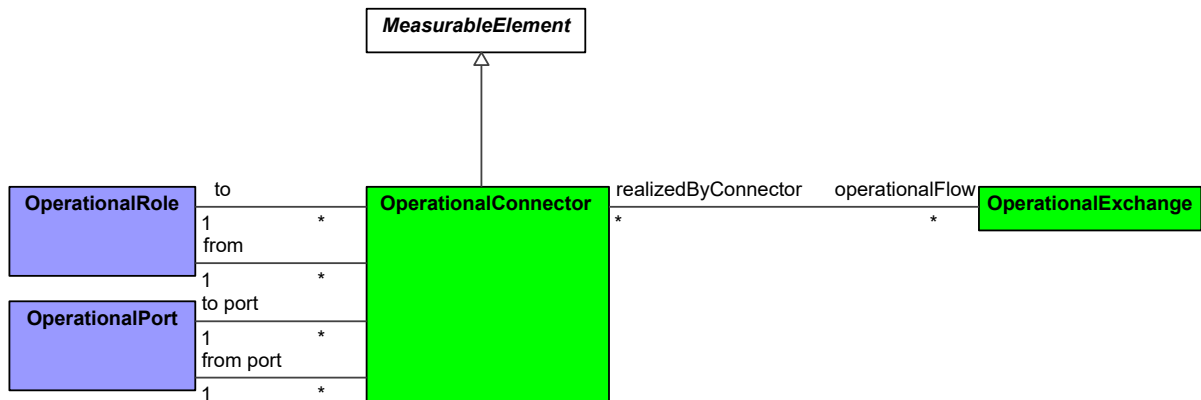 MeasurableElement
to
realizedByConnector operationalFlow
OperationalRole
OperationalConnector
OperationalExchange
1 *
* *
from
1 *
to port
OperationalPort
1 *
from port
1 *